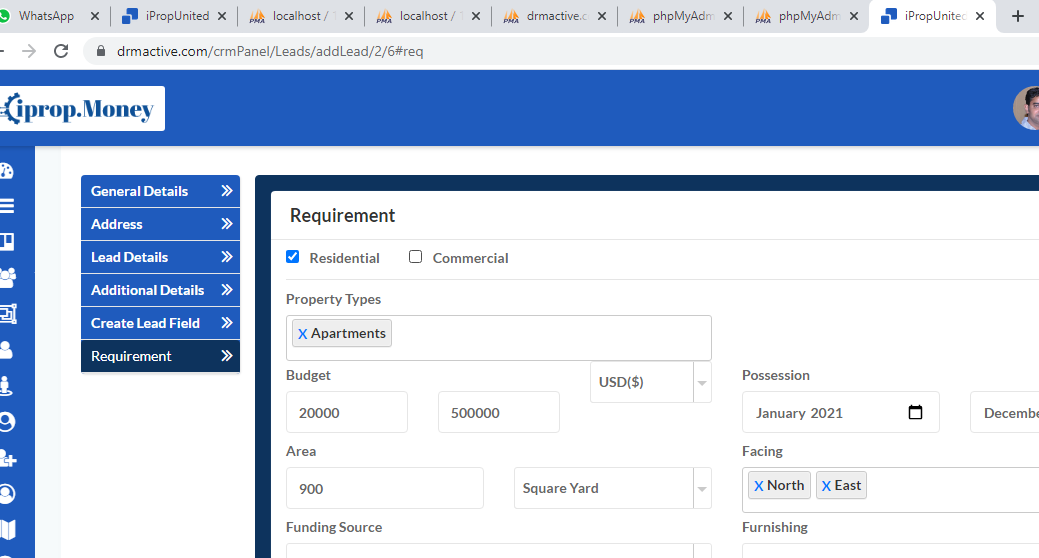 WhatsApp
iPropUnited
localhost /
localhost /
drmactive.c
phpMyAdm
phpMyAdm
iPropUnited
drmactive.com/crmPanel/Leads/addLead/2/6#req
iprop.Money
General Details
Address
Lead Details
Additional Details
Create Lead Field
Requirement
Requirement
Residential
Commercial
Property Types
X Apartments
Budget
USD($)
Possession
20000
500000
January 2021
Decembe
Area
Facing
900
Square Yard
X North
X East
Funding Source
Furnishing